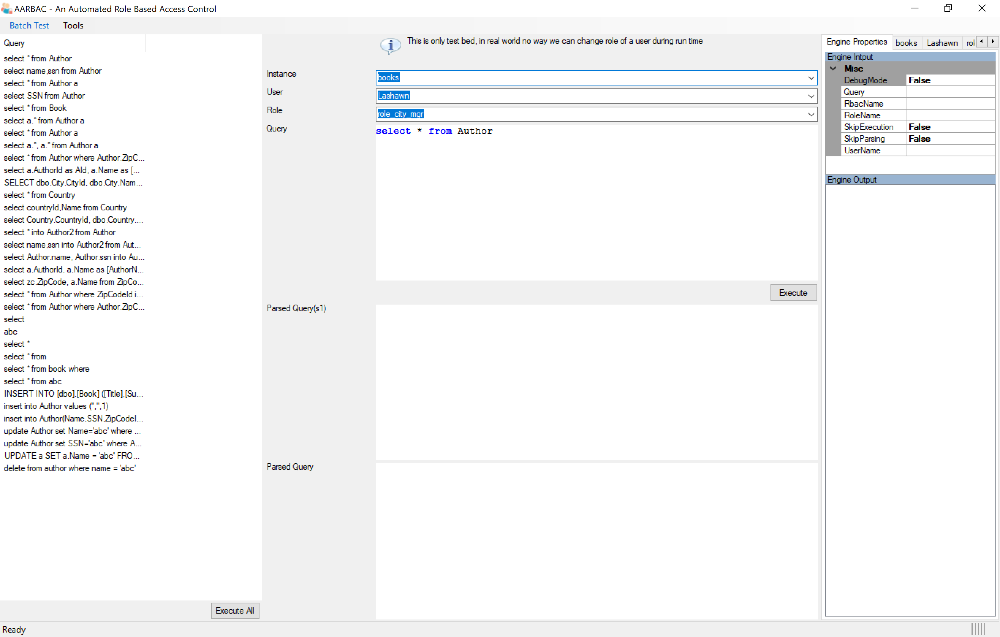 AARBAC - An Automated Role Based Access Control
Batch Test Tools
Query
select * from Author
select name,ssn from Author
select * from Author a
select SSN from Author
select * from Book
select a.* from Author a
select * from Author a
select a.*, a.* from Author a
select * from Author where Author.ZipC...
select a.AuthorId as AId, a.Name as [...
SELECT dbo.City.CityId, dbo.City.Nam...
select * from Country
select countryId,Name from Country
select Country.CountryId, dbo.Country....
select * into Author2 from Author
select name,ssn into Author2 from Aut...
select Author.name, Author.ssn into Au...
select a.AuthorId, a.Name as [AuthorN...
select zc.ZipCode, a.Name from ZipCo...
select * from Author where ZipCodeId i...
select * from Author where Author.ZipC...
select
abc
select *
select * from
select * from book where
select * from abc
INSERT INTO [dbo].[Book] ([Title],[Su...
insert into Author values ('','',1)
insert into Author(Name,SSN,ZipCodeI...
update Author set Name='abc' where ...
update Author set SSN='abc' where A...
UPDATE a SET a.Name = 'abc' FRO...
delete from author where name = 'abc'
Execute All
This is only test bed, in real world no way we can change role of a user during run time
Instance books
User Lashawn
Role role_city_mgr
Query select * from Author
Execute
Parsed Query(s1)
Parsed Query
Engine Properties books Lashawn rol
Engine Intput
Misc
DebugMode False
Query
RbacName
RoleName
SkipExecution False
SkipParsing False
UserName
Engine Output
Ready